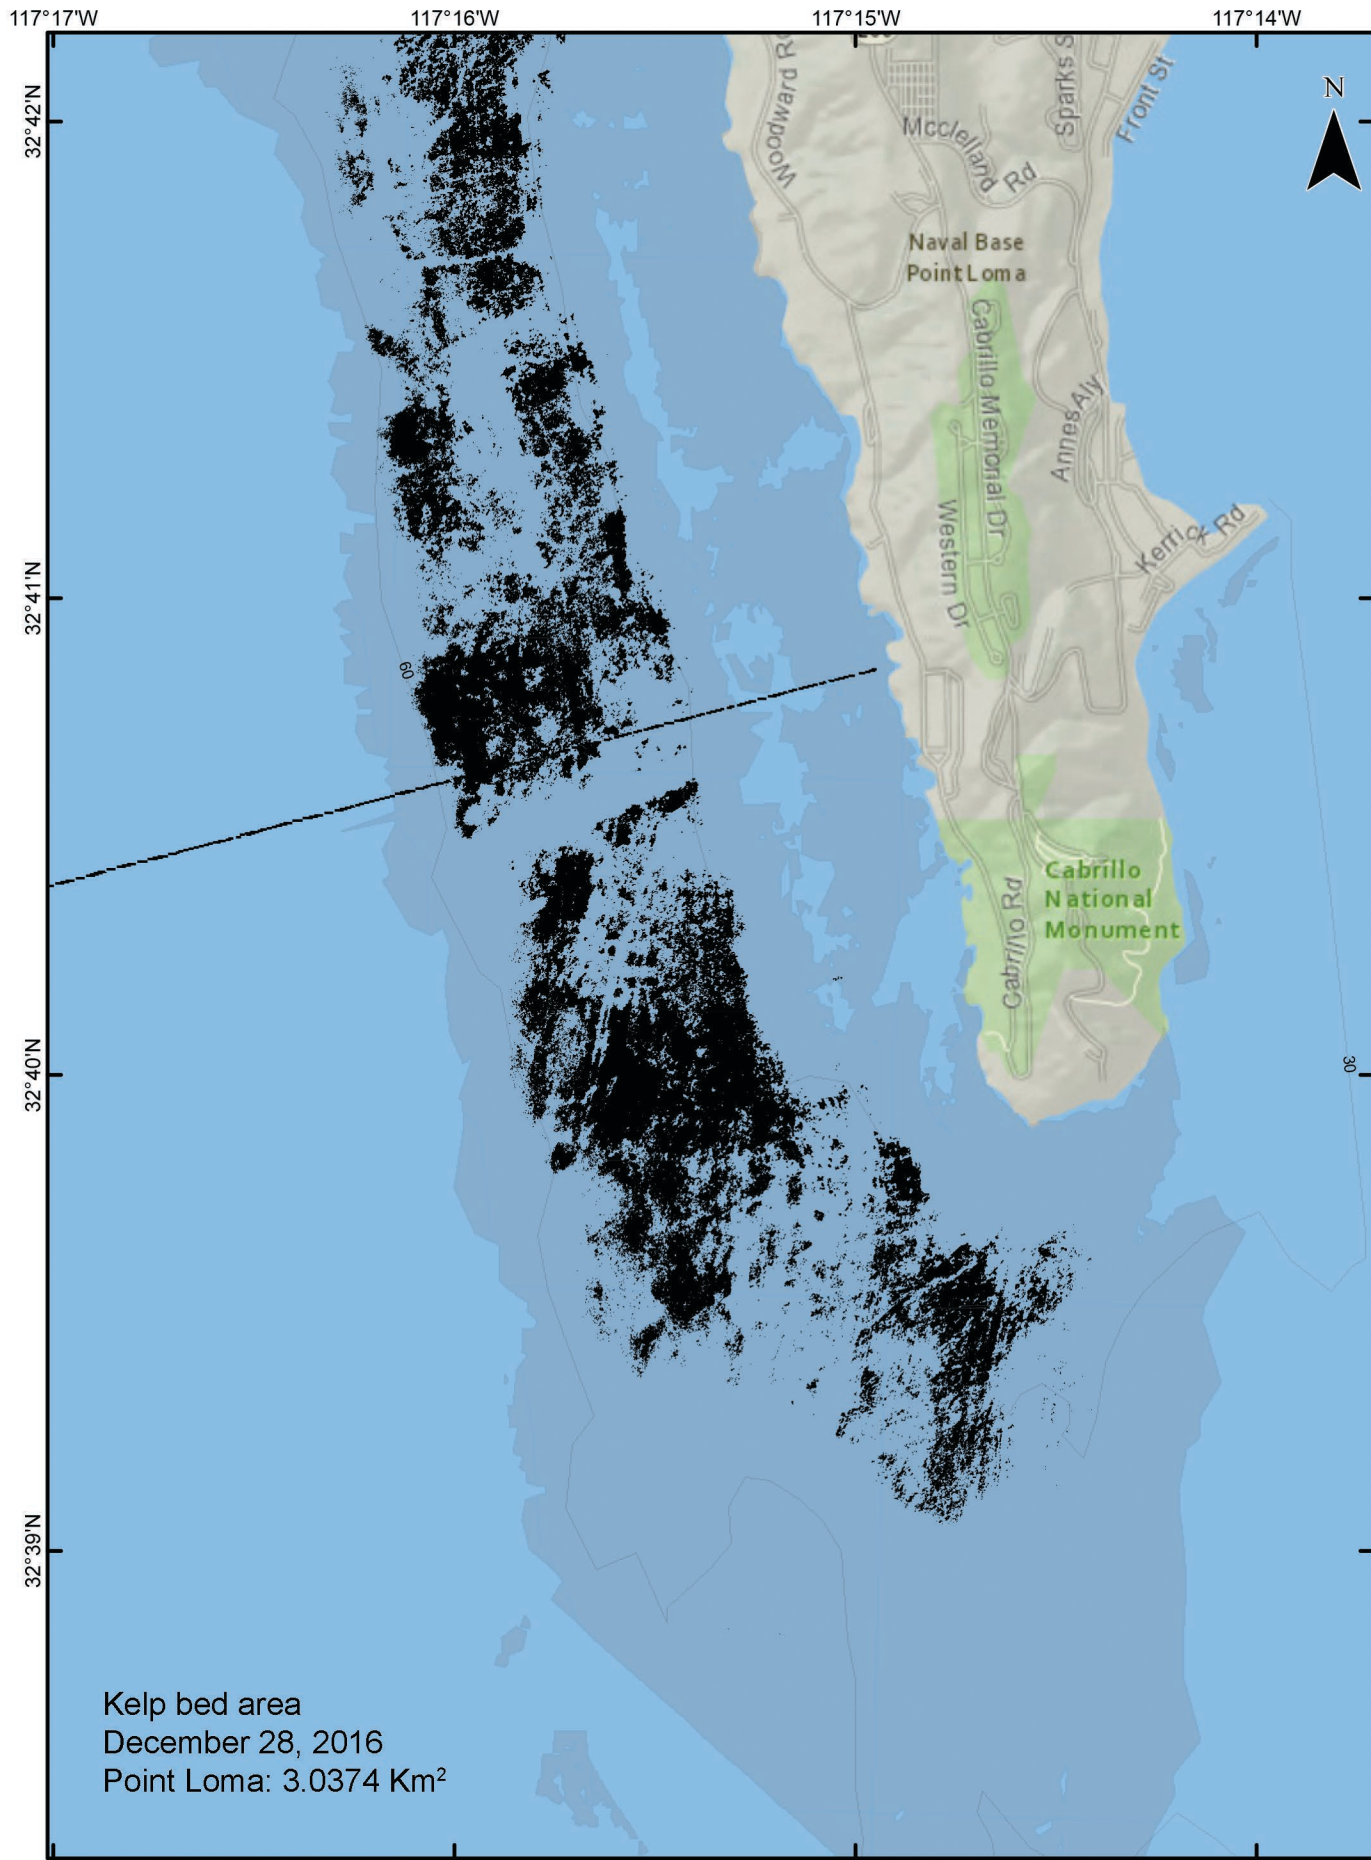 117°17'W
117°16'W
117°15'W
117°14'W
32°42'N
32°41'N
32°40'N
32°39'N
N
Woodward
Mcclelland Rd
Sparks S
Front St
Naval Base
Point Loma
Cabrillo Memorial Dr
Annes Aly
Western Dr
Kerrick Rd
60
Cabrillo Rd
Cabrillo
National
Monument
30
Kelp bed area
December 28, 2016
Point Loma: 3.0374 Km²